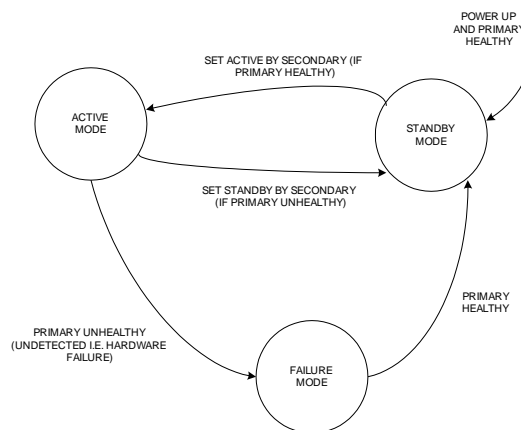 POWER UP
AND PRIMARY
HEALTHY
SET ACTIVE BY SECONDARY (IF
PRIMARY HEALTHY)
ACTIVE
MODE
STANDBY
MODE
SET STANDBY BY SECONDARY
(IF PRIMARY UNHEALTHY)
PRIMARY
HEALTHY
PRIMARY UNHEALTHY
(UNDETECTED I.E. HARDWARE
FAILURE)
FAILURE
MODE